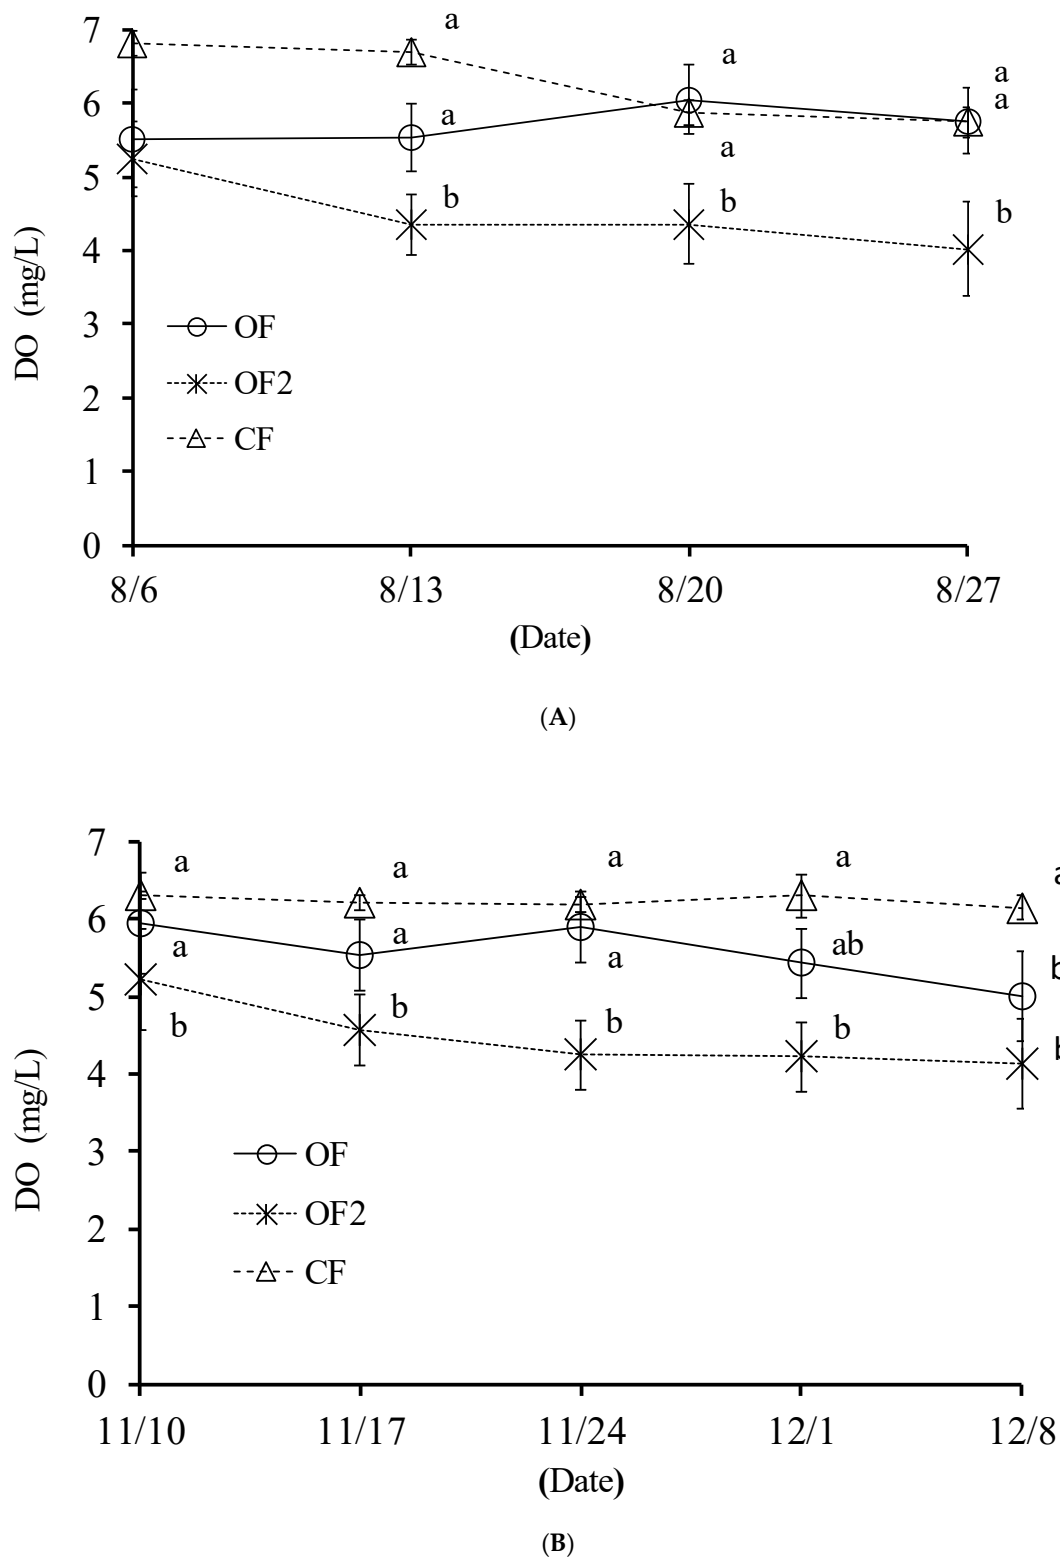 7
a
6
a
a
a
a
5
a
b
b
b
4
DO (mg/L)
3
OF
2
OF2
1
CF
0
8/6 8/13 8/20 8/27
(Date)
(A)
7
a a a a
6
a a a ab
5
b b b b
4
DO (mg/L)
3
OF
2
OF2
1
CF
0
11/10 11/17 11/24 12/1 12/8
(Date)
(B)